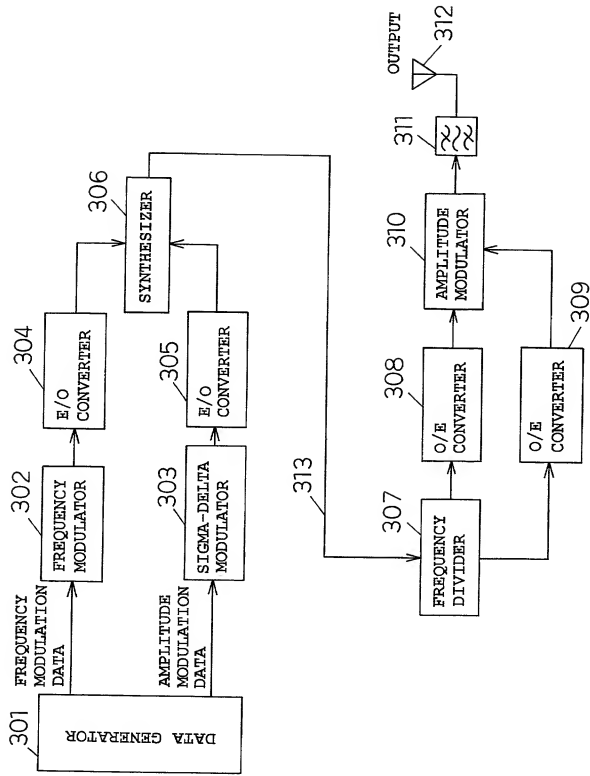 301
DATA GENERATOR
FREQUENCY
MODULATION
DATA
AMPLITUDE
MODULATION
DATA
302
FREQUENCY
MODULATOR
303
SIGMA-DELTA
MODULATOR
304
E/O
CONVERTER
305
E/O
CONVERTER
306
SYNTHESIZER
313
307
FREQUENCY
DIVIDER
308
O/E
CONVERTER
O/E
CONVERTER
309
310
AMPLITUDE
MODULATOR
311
OUTPUT
312